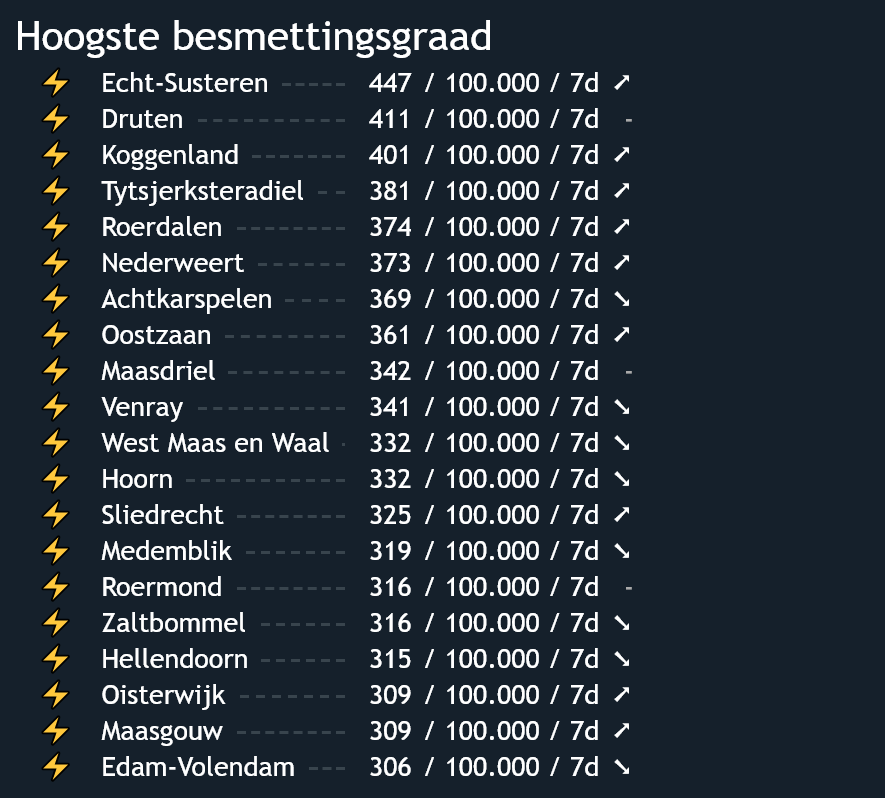 Hoogste besmettingsgraad
⚡ Echt-Susteren ----- 447 / 100.000 / 7d ➚
⚡ Druten ---------- 411 / 100.000 / 7d -
⚡ Koggenland ------- 401 / 100.000 / 7d ➚
⚡ Tytsjerksteradiel -- 381 / 100.000 / 7d ➚
⚡ Roerdalen -------- 374 / 100.000 / 7d ➚
⚡ Nederweert ------- 373 / 100.000 / 7d ➚
⚡ Achtkarspelen ----- 369 / 100.000 / 7d ➘
⚡ Oostzaan --------- 361 / 100.000 / 7d ➚
⚡ Maasdriel --------- 342 / 100.000 / 7d -
⚡ Venray ---------- 341 / 100.000 / 7d ➘
⚡ West Maas en Waal - 332 / 100.000 / 7d ➘
⚡ Hoorn ----------- 332 / 100.000 / 7d ➘
⚡ Sliedrecht -------- 325 / 100.000 / 7d ➚
⚡ Medemblik ------- 319 / 100.000 / 7d ➘
⚡ Roermond -------- 316 / 100.000 / 7d -
⚡ Zaltbommel ------- 316 / 100.000 / 7d ➘
⚡ Hellendoorn ------ 315 / 100.000 / 7d ➘
⚡ Oisterwijk -------- 309 / 100.000 / 7d ➚
⚡ Maasgouw -------- 309 / 100.000 / 7d ➚
⚡ Edam-Volendam --- 306 / 100.000 / 7d ➘